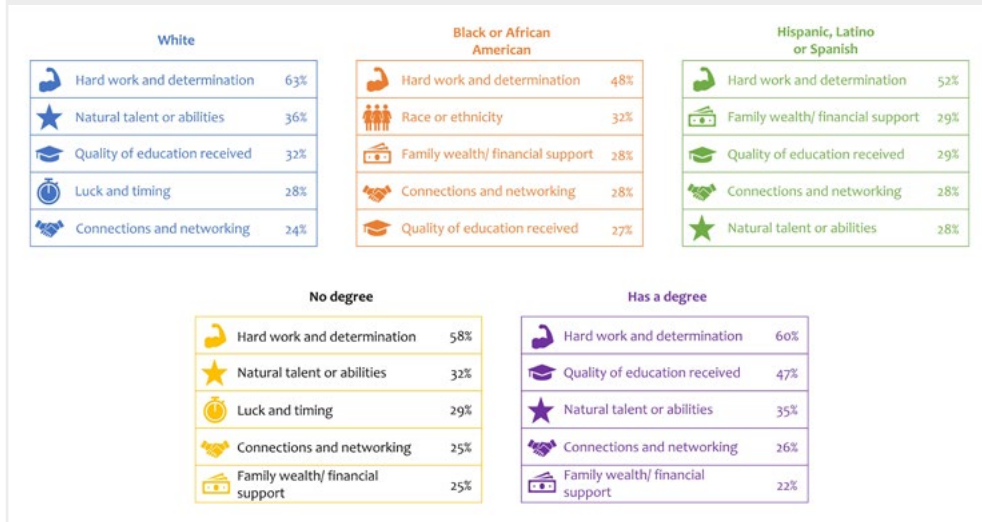 White
Hard work and determination 63%
Natural talent or abilities 36%
Quality of education received 32%
Luck and timing 28%
Connections and networking 24%
Black or African
American
Hard work and determination 48%
Race or ethnicity 32%
Family wealth/ financial support 28%
Connections and networking 28%
Quality of education received 27%
Hispanic, Latino
or Spanish
Hard work and determination 52%
Family wealth/ financial support 29%
Quality of education received 29%
Connections and networking 28%
Natural talent or abilities 28%
No degree
Hard work and determination 58%
Natural talent or abilities 32%
Luck and timing 29%
Connections and networking 25%
Family wealth/ financial
support 25%
Has a degree
Hard work and determination 60%
Quality of education received 47%
Natural talent or abilities 35%
Connections and networking 26%
Family wealth/ financial
support 22%